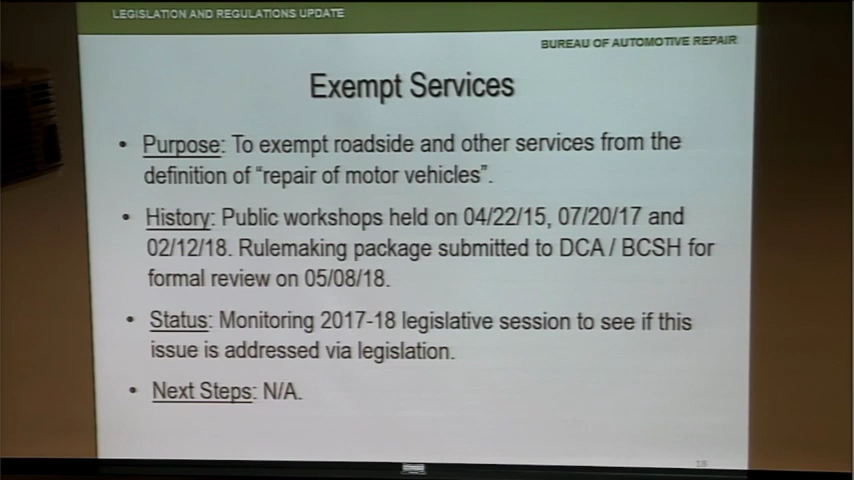 LEGISLATION AND REGULATIONS UPDATE
BUREAU OF AUTOMOTIVE REPAIR
Exempt Services
• Purpose: To exempt roadside and other services from the
definition of “repair of motor vehicles”.
• History: Public workshops held on 04/22/15, 07/20/17 and
02/12/18. Rulemaking package submitted to DCA / BCSH for
formal review on 05/08/18.
• Status: Monitoring 2017-18 legislative session to see if this
issue is addressed via legislation.
• Next Steps: N/A.
18